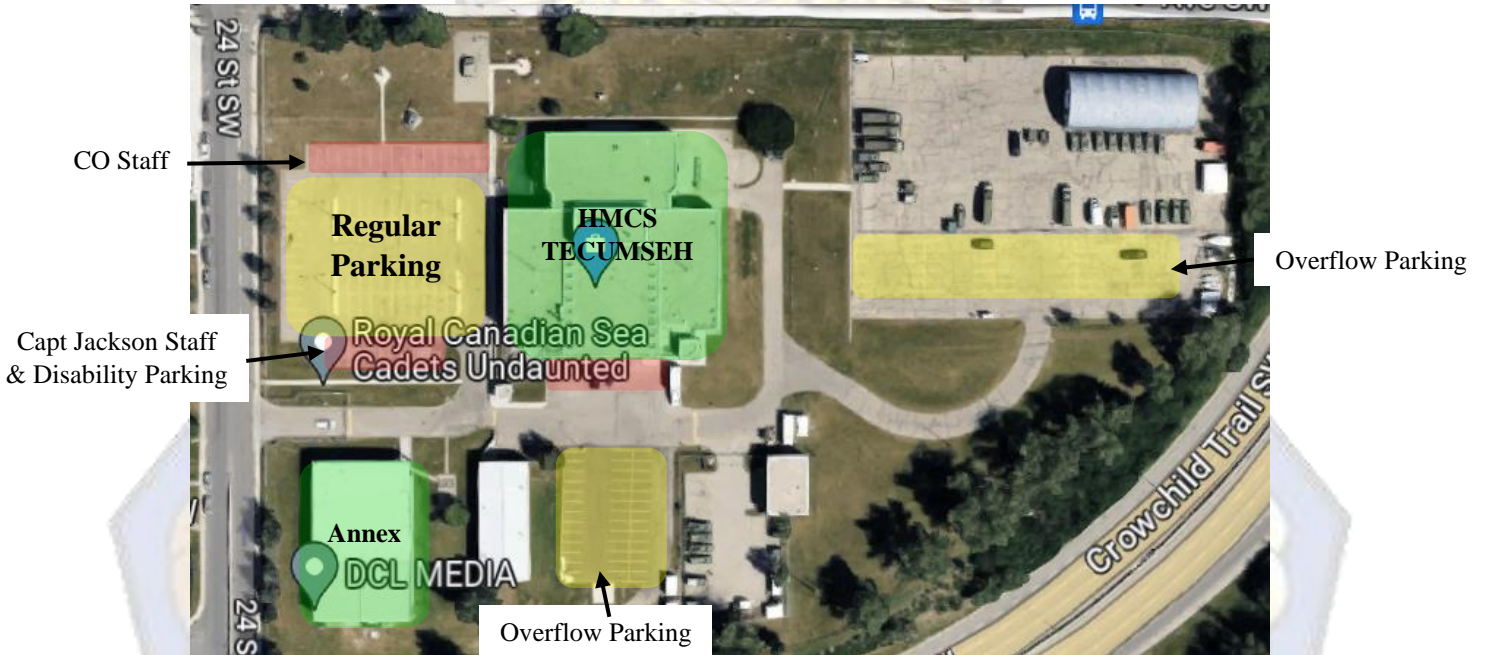 24 St SW
CO Staff
Regular
Parking
HMCS
TECUMSEH
Overflow Parking
Royal Canadian Sea
Cadets Undaunted
Capt Jackson Staff
& Disability Parking
Crowchild Trail
Annex
DCL MEDIA
24 S
Overflow Parking